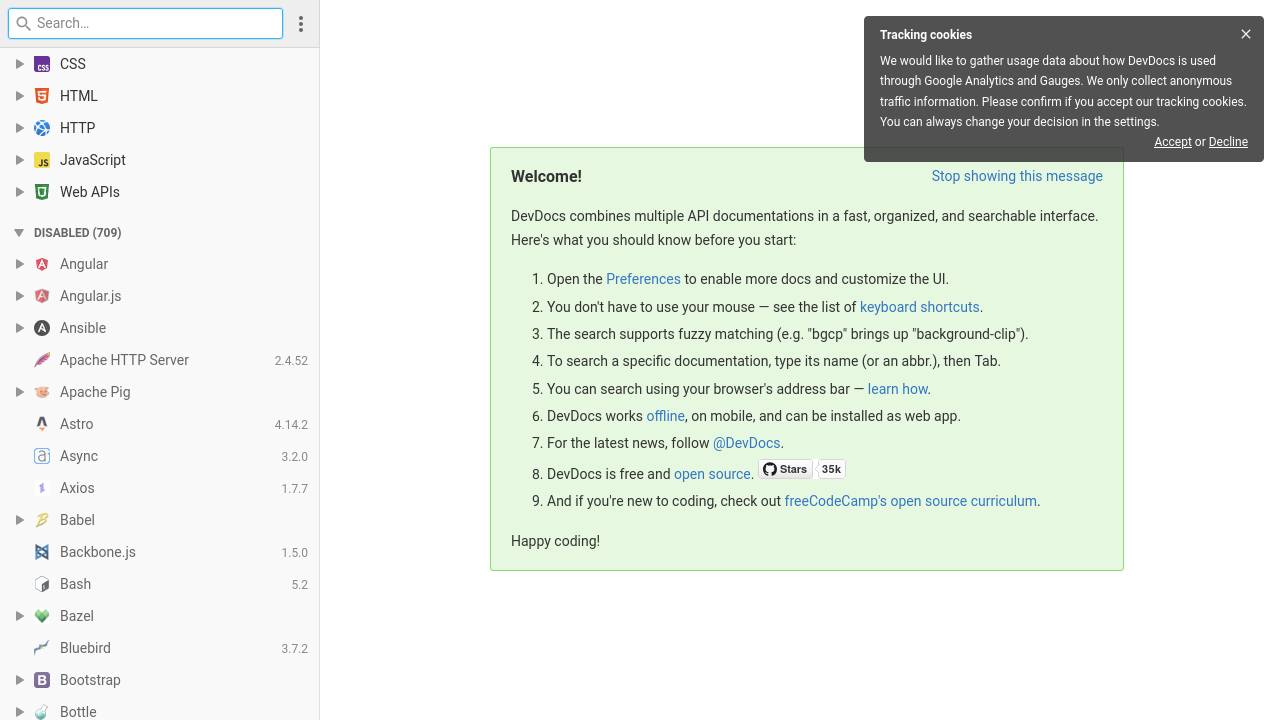 Search…
CSS
HTML
HTTP
JavaScript
Web APIs
DISABLED (709)
Angular
Angular.js
Ansible
Apache HTTP Server 2.4.52
Apache Pig
Astro 4.14.2
Async 3.2.0
Axios 1.7.7
Babel
Backbone.js 1.5.0
Bash 5.2
Bazel
Bluebird 3.7.2
Bootstrap
Bottle
Tracking cookies
We would like to gather usage data about how DevDocs is used
through Google Analytics and Gauges. We only collect anonymous
traffic information. Please confirm if you accept our tracking cookies.
You can always change your decision in the settings.
Accept or Decline
Welcome! Stop showing this message
DevDocs combines multiple API documentations in a fast, organized, and searchable interface.
Here's what you should know before you start:
1. Open the Preferences to enable more docs and customize the UI.
2. You don't have to use your mouse — see the list of keyboard shortcuts.
3. The search supports fuzzy matching (e.g. "bgcp" brings up "background-clip").
4. To search a specific documentation, type its name (or an abbr.), then Tab.
5. You can search using your browser's address bar — learn how.
6. DevDocs works offline, on mobile, and can be installed as web app.
7. For the latest news, follow @DevDocs.
8. DevDocs is free and open source. Stars 35k
9. And if you're new to coding, check out freeCodeCamp's open source curriculum.
Happy coding!